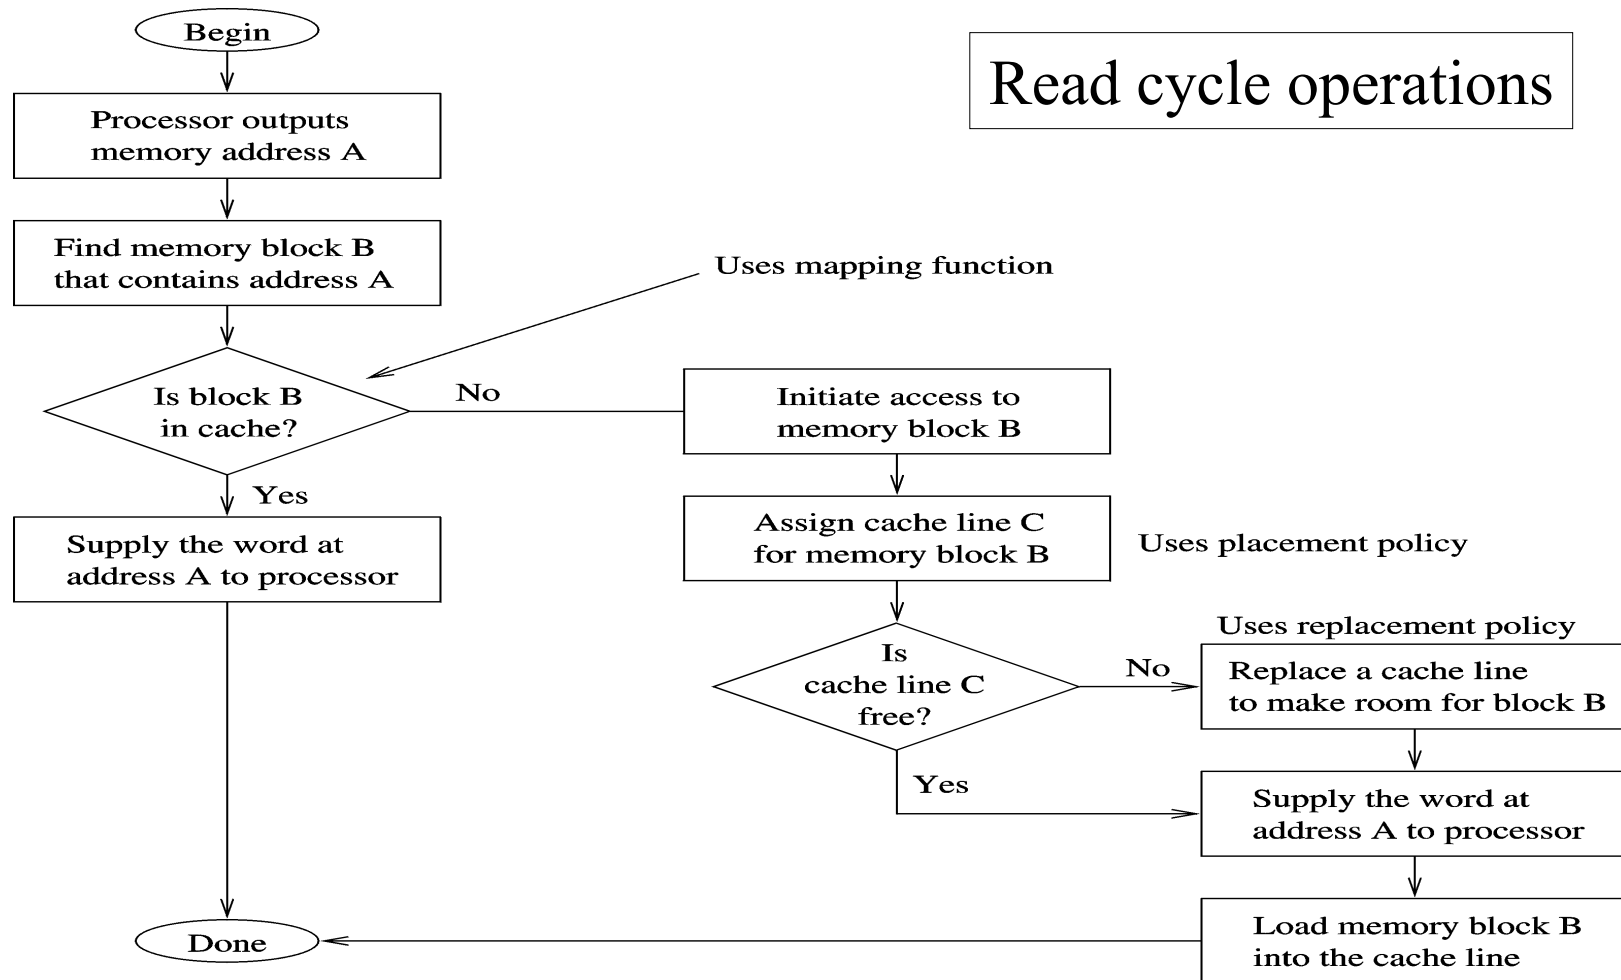 Begin
Read cycle operations
Processor outputs
memory address A
Find memory block B
that contains address A
Uses mapping function
Is block B
in cache?
No
Initiate access to
memory block B
Yes
Supply the word at
address A to processor
Assign cache line C
for memory block B
Uses placement policy
Is
cache line C
free?
Uses replacement policy
No
Replace a cache line
to make room for block B
Yes
Supply the word at
address A to processor
Load memory block B
into the cache line
Done